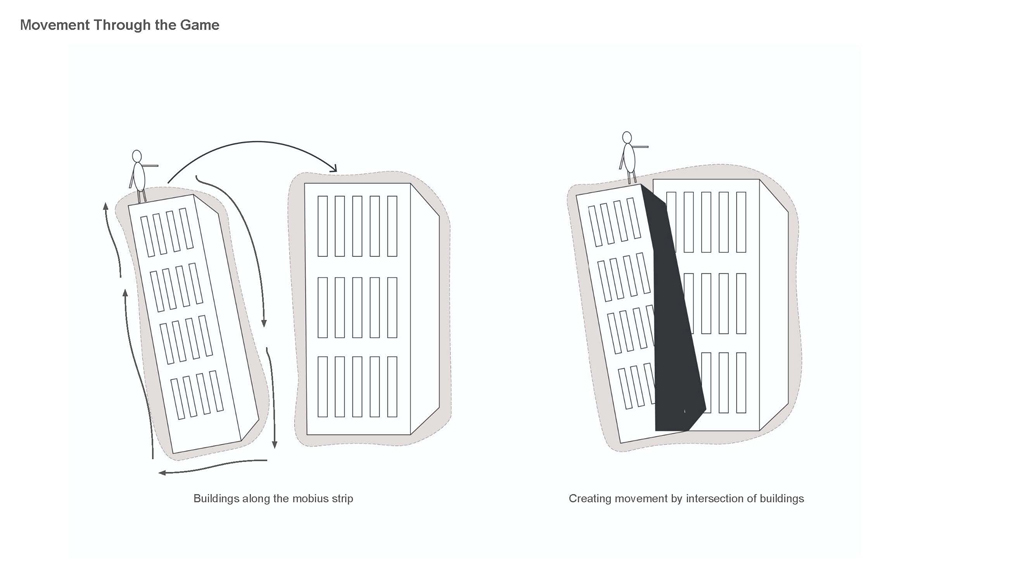 Movement Through the Game
Buildings along the mobius strip
Creating movement by intersection of buildings